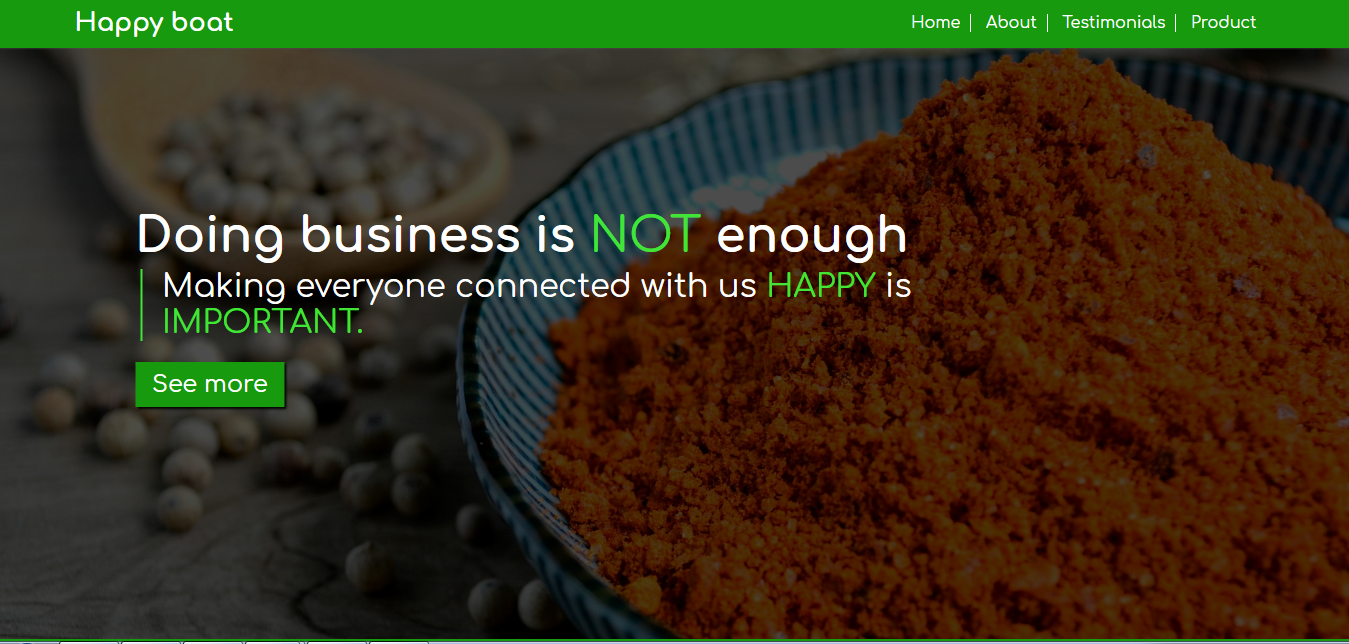 Happy boat
Home
About
Testimonials
Product
Doing business is NOT enough
Making everyone connected with us HAPPY is
IMPORTANT.
See more